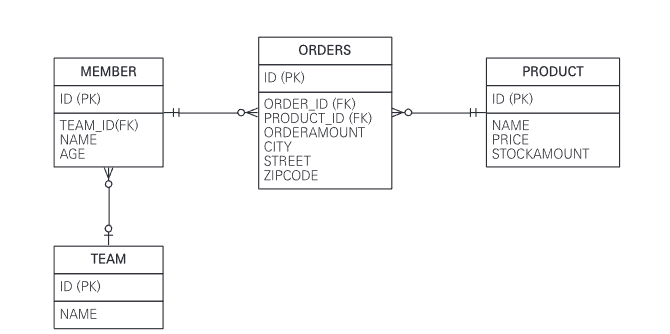 MEMBER
ID (PK)
TEAM_ID(FK)
NAME
AGE
ORDERS
ID (PK)
ORDER_ID (FK)
PRODUCT_ID (FK)
ORDERAMOUNT
CITY
STREET
ZIPCODE
PRODUCT
ID (PK)
NAME
PRICE
STOCKAMOUNT
TEAM
ID (PK)
NAME